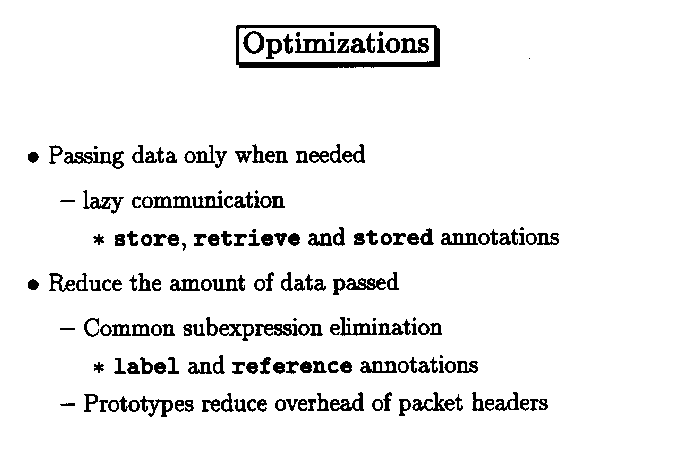 Optimizations
• Passing data only when needed
– lazy communication
* store, retrieve and stored annotations
• Reduce the amount of data passed
– Common subexpression elimination
* label and reference annotations
– Prototypes reduce overhead of packet headers